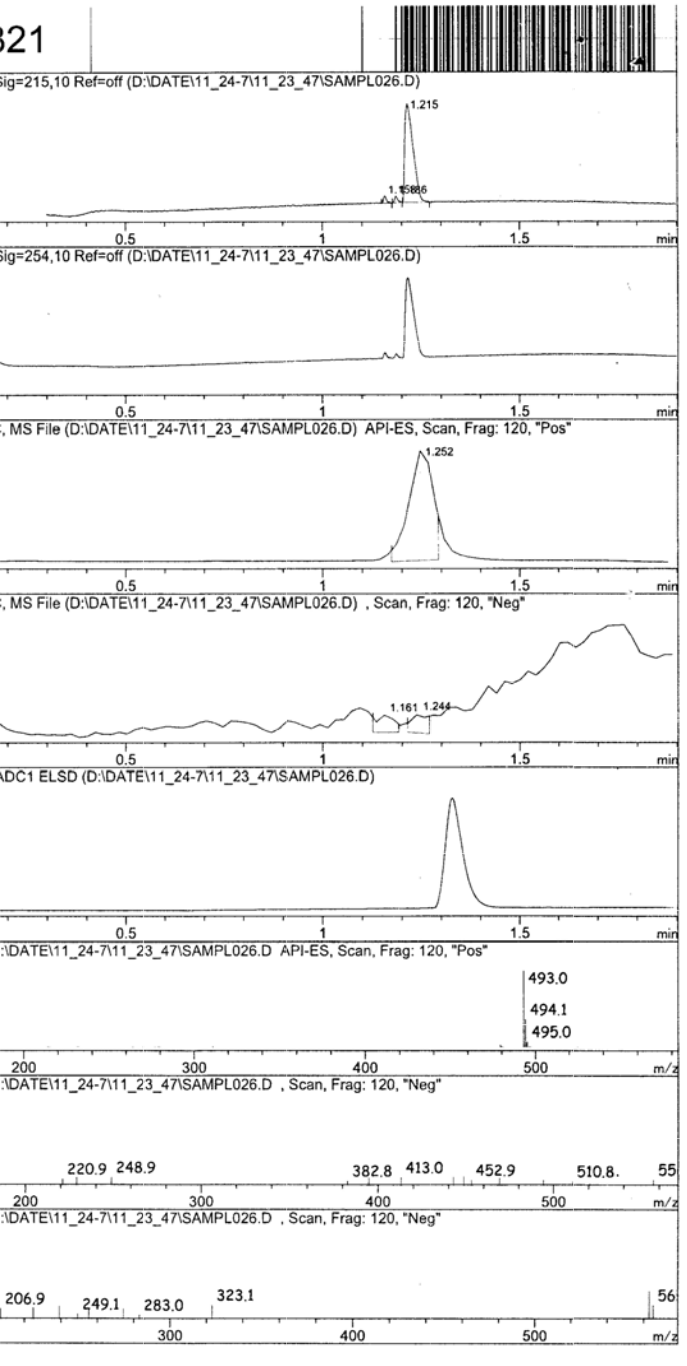 321
Sig=215,10 Ref=off (D:\DATE\11_24-7\11_23_47\SAMPL026.D)
1.215
0.5 1 1.5 min
Sig=254,10 Ref=off (D:\DATE\11_24-7\11_23_47\SAMPL026.D)
0.5 1 1.5 min
, MS File (D:\DATE\11_24-7\11_23_47\SAMPL026.D) API-ES, Scan, Frag: 120, "Pos"
1.252
0.5 1 1.5 min
, MS File (D:\DATE\11_24-7\11_23_47\SAMPL026.D) , Scan, Frag: 120, "Neg"
1.161 1.244
0.5 1 1.5 min
ADC1 ELSD (D:\DATE\11_24-7\11_23_47\SAMPL026.D)
0.5 1 1.5 min
:\DATE\11_24-7\11_23_47\SAMPL026.D API-ES, Scan, Frag: 120, "Pos"
493.0
494.1
495.0
200 300 400 500 m/z
:\DATE\11_24-7\11_23_47\SAMPL026.D , Scan, Frag: 120, "Neg"
220.9 248.9 382.8 413.0 452.9 510.8. 55
200 300 400 500 m/z
:\DATE\11_24-7\11_23_47\SAMPL026.D , Scan, Frag: 120, "Neg"
206.9 249.1 283.0 323.1 56
300 400 500 m/z